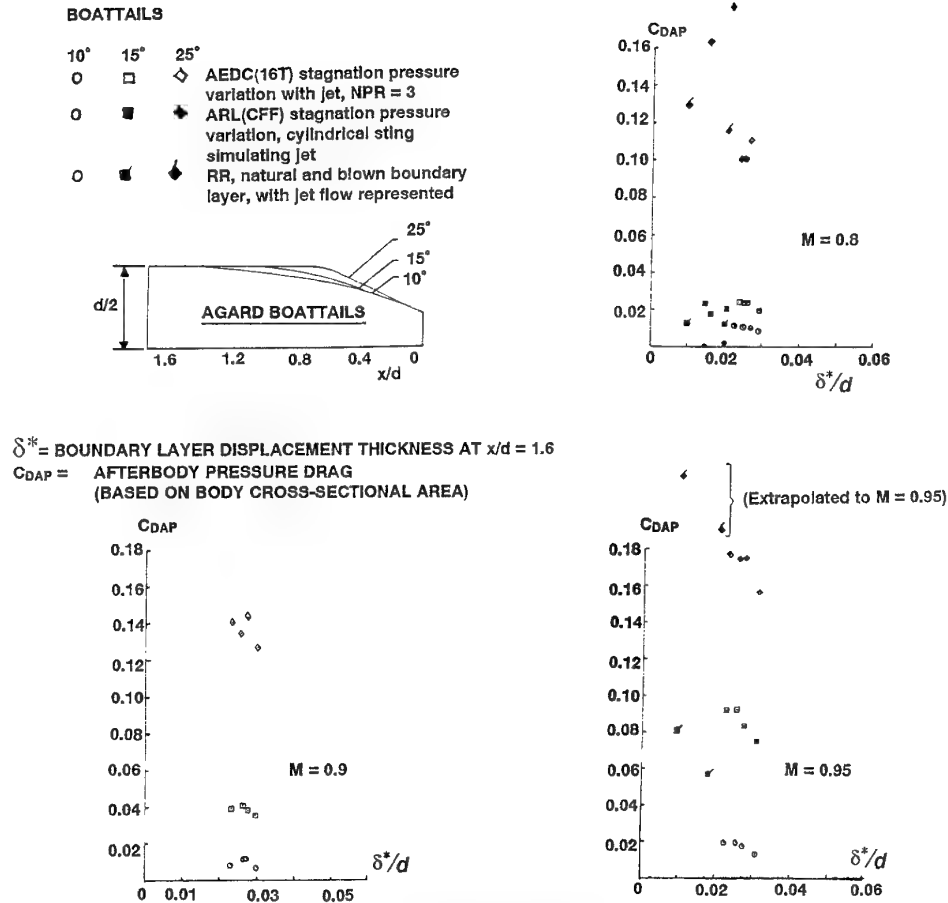 BOATTAILS
10° 15° 25°
AEDC(16T) stagnation pressure
variation with jet, NPR = 3
ARL(CFF) stagnation pressure
variation, cylindrical sting
simulating jet
RR, natural and blown boundary
layer, with jet flow represented
25°
15°
10°
d/2
AGARD BOATTAILS
1.6 1.2 0.8 0.4 0
x/d
CDAP
0.16
0.14
0.12
0.10
0.08
0.06
0.04
0.02
M = 0.8
0 0.02 0.04 0.06
δ*/d
δ*= BOUNDARY LAYER DISPLACEMENT THICKNESS AT x/d = 1.6
CDAP = AFTERBODY PRESSURE DRAG
(BASED ON BODY CROSS-SECTIONAL AREA)
CDAP
0.18
0.16
0.14
0.12
0.10
0.08
0.06
0.04
0.02
M = 0.9
δ*/d
0 0.01 0.03 0.05
(Extrapolated to M = 0.95)
CDAP
0.18
0.16
0.14
0.12
0.10
0.08
0.06
0.04
0.02
M = 0.95
δ*/d
0 0.02 0.04 0.06